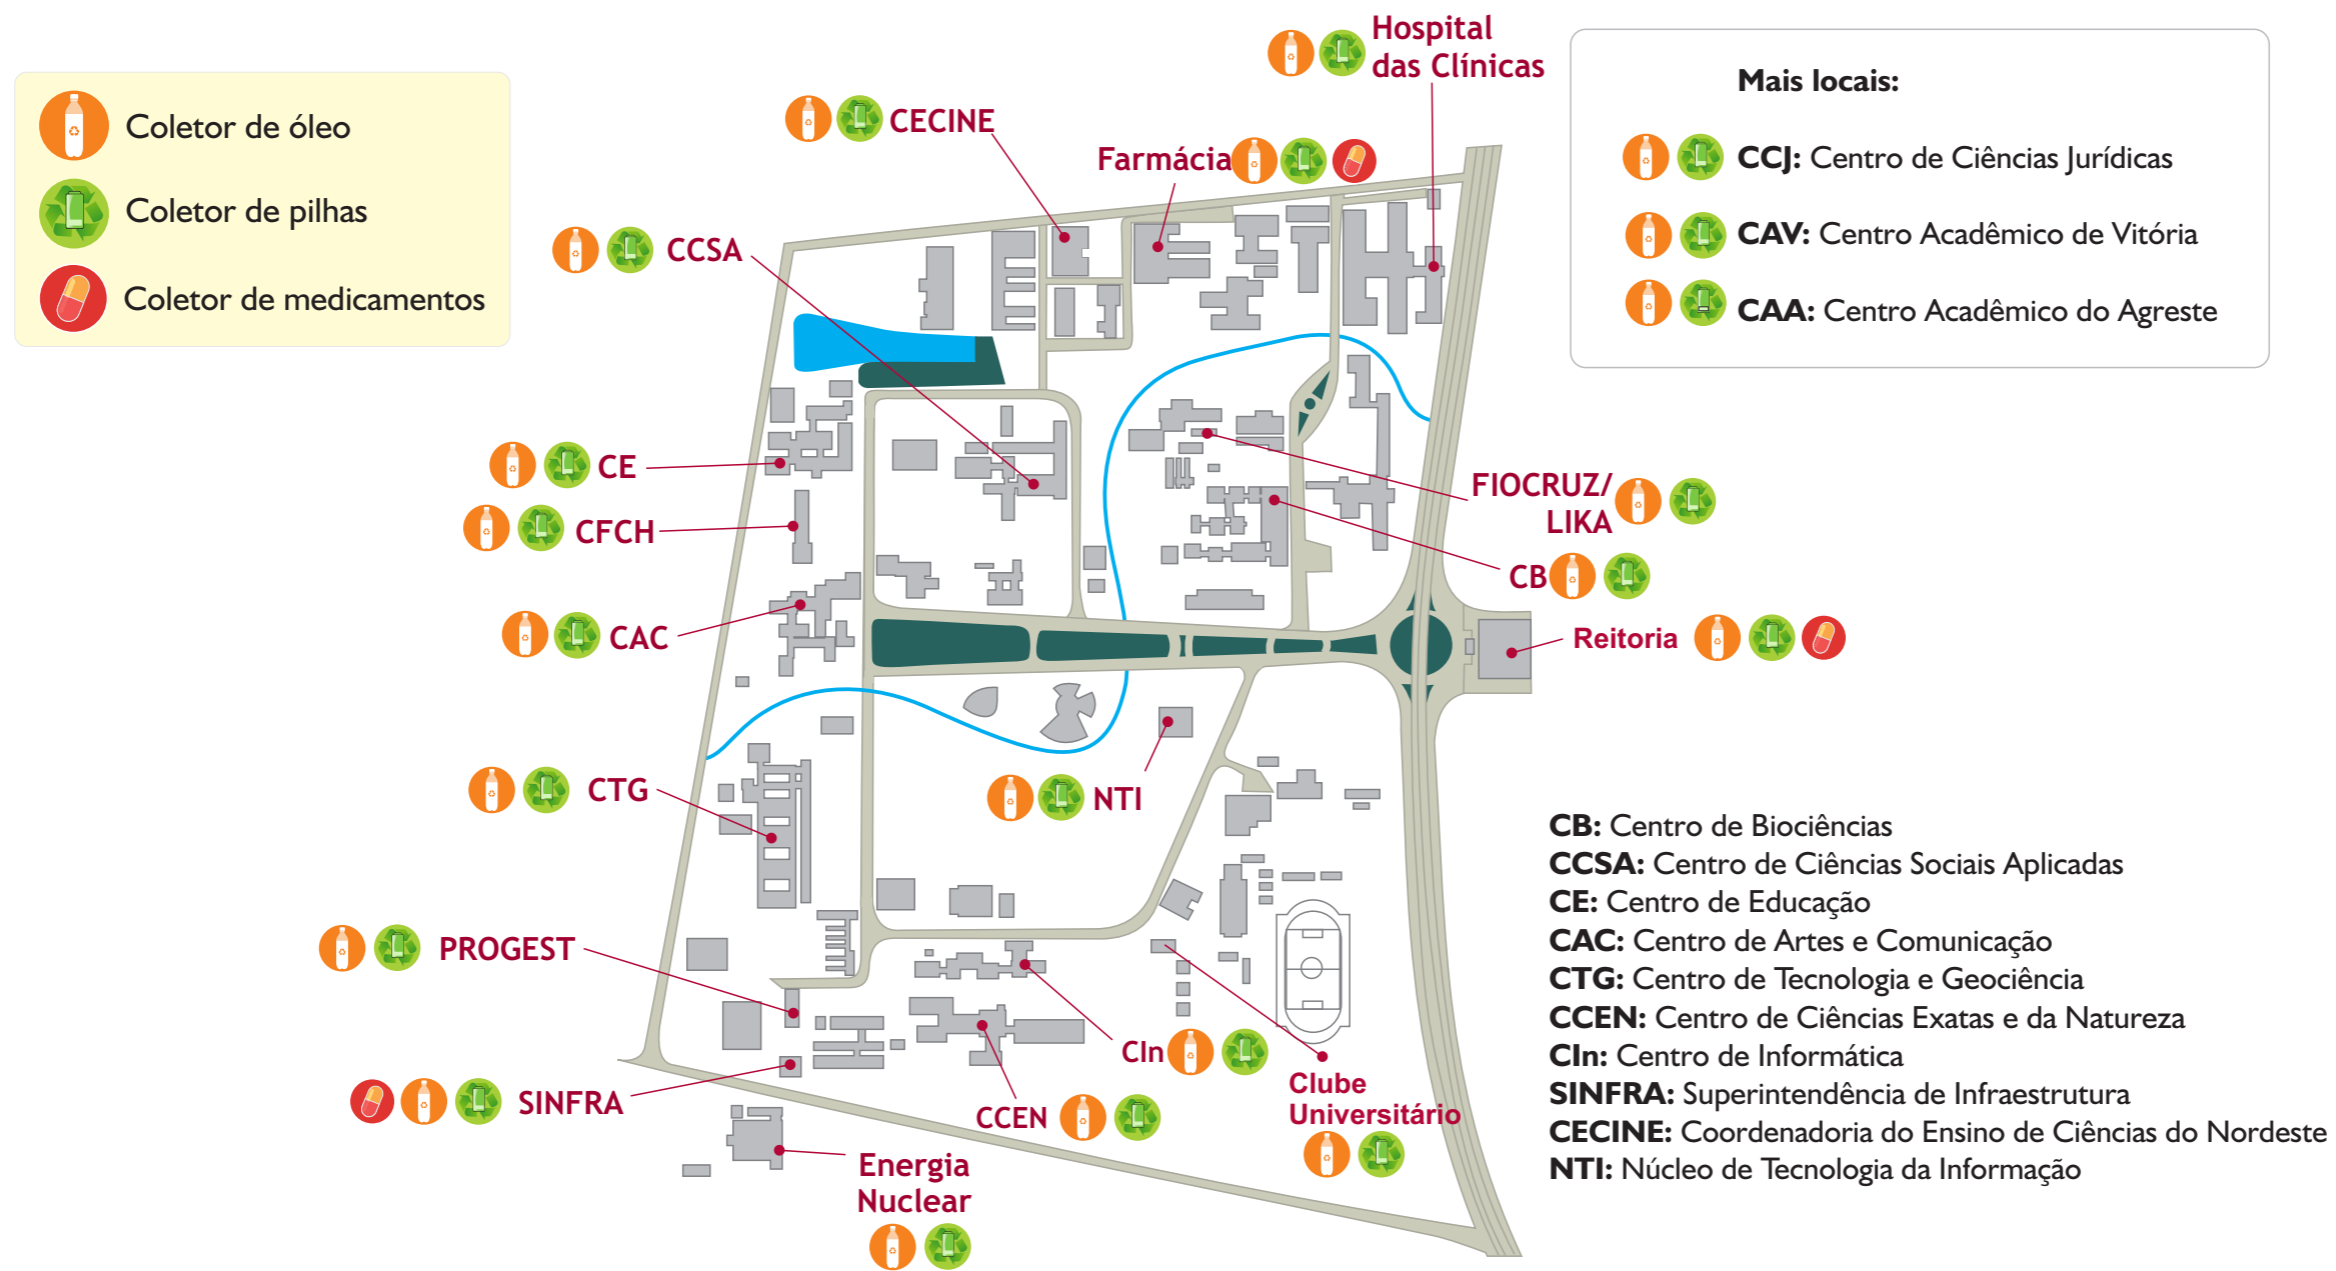 Coletor de óleo
Coletor de pilhas
Coletor de medicamentos
Hospital
das Clínicas
CECINE
Farmácia
CCSA
Mais locais:
CCJ: Centro de Ciências Jurídicas
CAV: Centro Acadêmico de Vitória
CAA: Centro Acadêmico do Agreste
CE
CFCH
CAC
FIOCRUZ/
LIKA
CB
Reitoria
CTG
NTI
PROGEST
SINFRA
CIn
CCEN
Clube
Universitário
Energia
Nuclear
CB: Centro de Biociências
CCSA: Centro de Ciências Sociais Aplicadas
CE: Centro de Educação
CAC: Centro de Artes e Comunicação
CTG: Centro de Tecnologia e Geociência
CCEN: Centro de Ciências Exatas e da Natureza
CIn: Centro de Informática
SINFRA: Superintendência de Infraestrutura
CECINE: Coordenadoria do Ensino de Ciências do Nordeste
NTI: Núcleo de Tecnologia da Informação